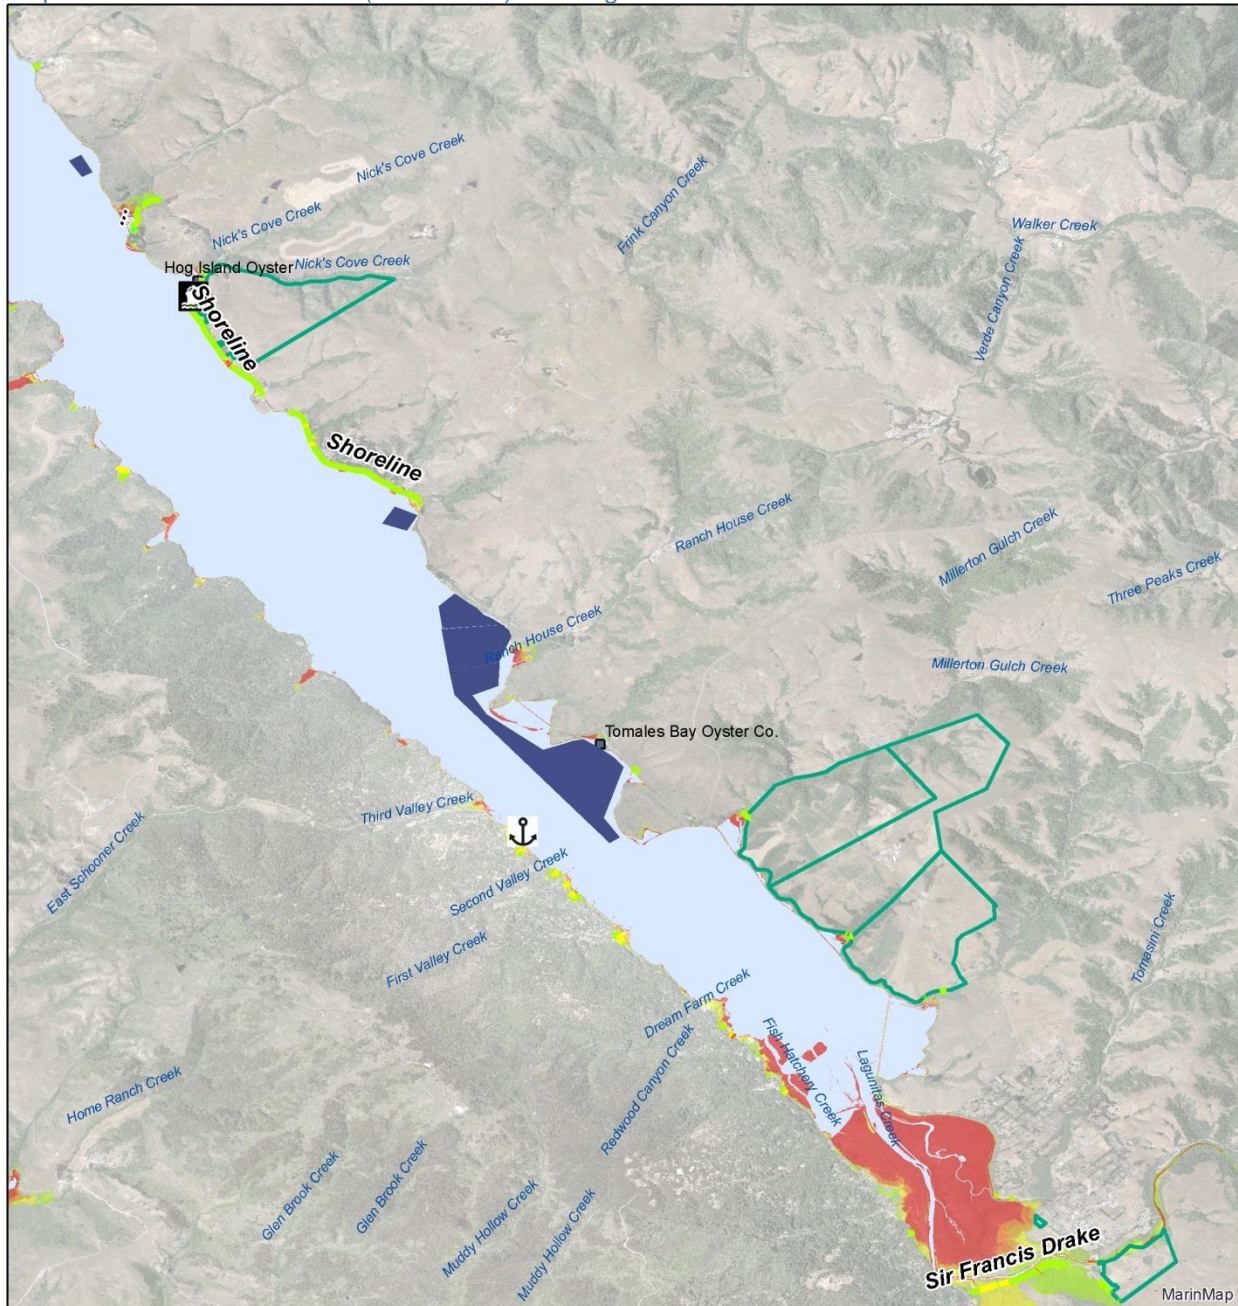 Nick's Cove Creek
Frink Canyon Creek
Nick's Cove Creek
Walker Creek
Hog Island Oyster
Nick's Cove Creek
Verde Canyon Creek
Shoreline
Shoreline
Ranch House Creek
Millerton Gulch Creek
Three Peaks Creek
Ranch House Creek
Millerton Gulch Creek
Tomales Bay Oyster Co.
Third Valley Creek
East Schooner Creek
Second Valley Creek
First Valley Creek
Tomasini Creek
Dream Farm Creek
Fish Hatchery Creek
Lagunitas Creek
Redwood Canyon Creek
Home Ranch Creek
Glen Brook Creek
Glen Brook Creek
Muddy Hollow Creek
Muddy Hollow Creek
Sir Francis Drake
MarinMap